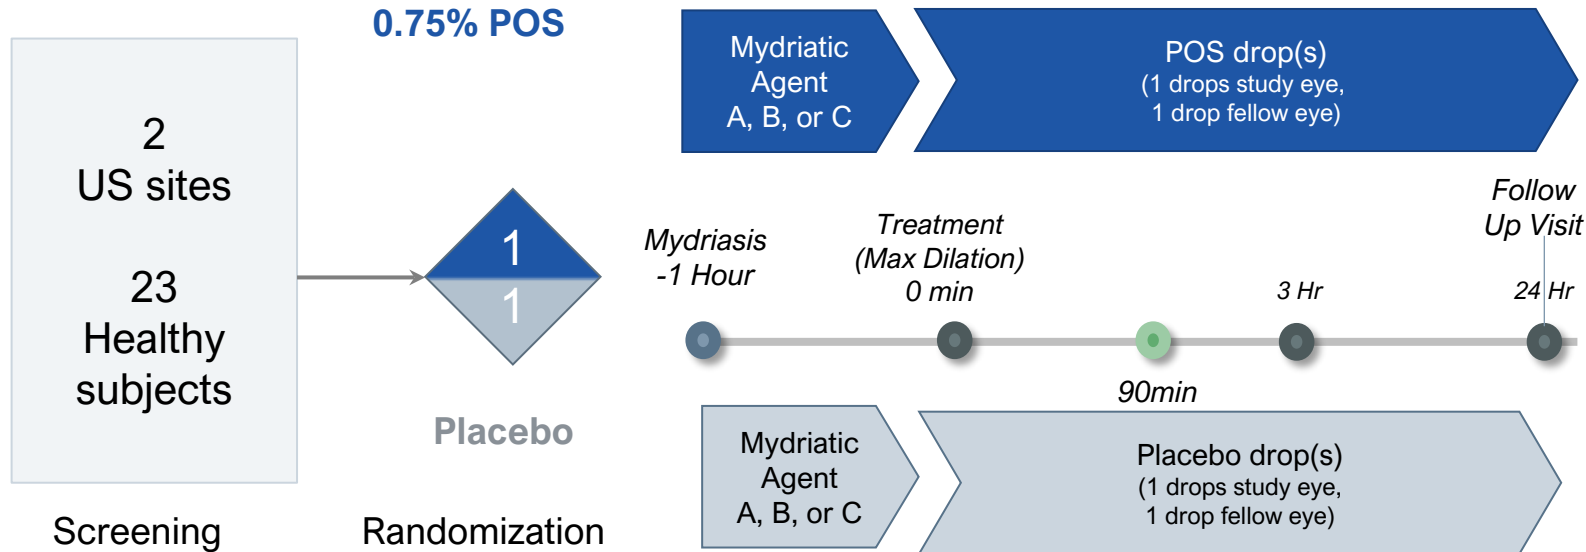 0.75% POS
2
US sites
23
Healthy
subjects
Screening
1
1
Placebo
Randomization
Mydriatic
Agent
A, B, or C
POS drop(s)
(1 drops study eye,
1 drop fellow eye)
Mydriasis
-1 Hour
Treatment
(Max Dilation)
0 min
90min
3 Hr
Follow
Up Visit
24 Hr
Mydriatic
Agent
A, B, or C
Placebo drop(s)
(1 drops study eye,
1 drop fellow eye)